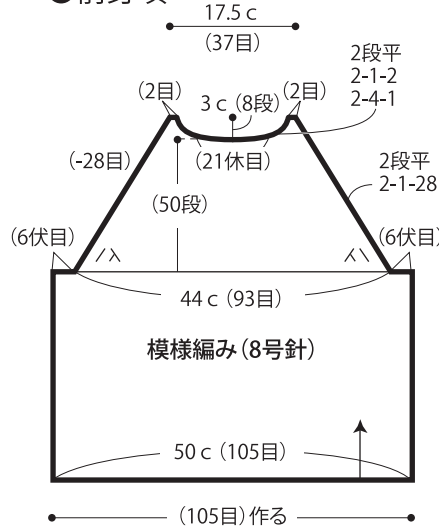 17.5 c
(37目)
2段平
2-1-2
2-4-1
(2目)
3 c (8段)
(2目)
(-28目)
(21休目)
2段平
2-1-28
(50段)
(6伏目)
(6伏目)
44 c (93目)
模様編み (8号針)
50 c (105目)
(105目) 作る